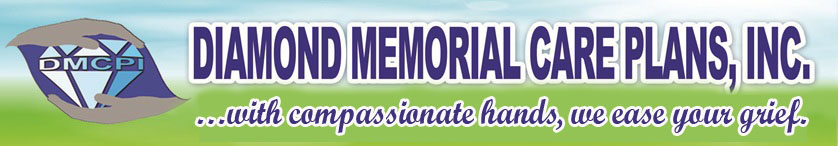 DMCPI
DIAMOND MEMORIAL CARE PLANS, INC.
...with compassionate hands, we ease your grief.